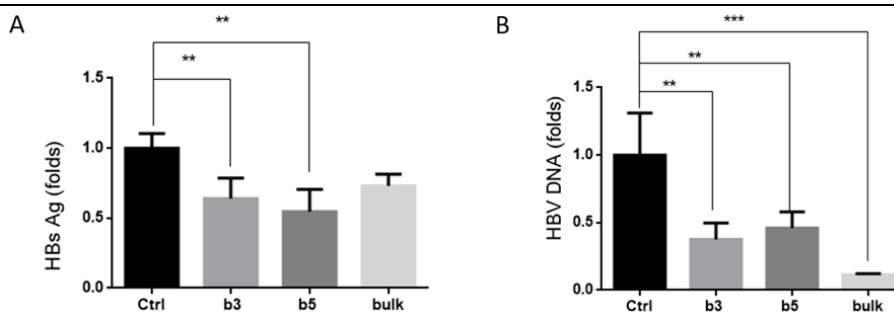 A
**
**
HBs Ag (folds)
1.5
1.0
0.5
0.0
Ctrl b3 b5 bulk
B
***
**
**
HBV DNA (folds)
1.5
1.0
0.5
0.0
Ctrl b3 b5 bulk